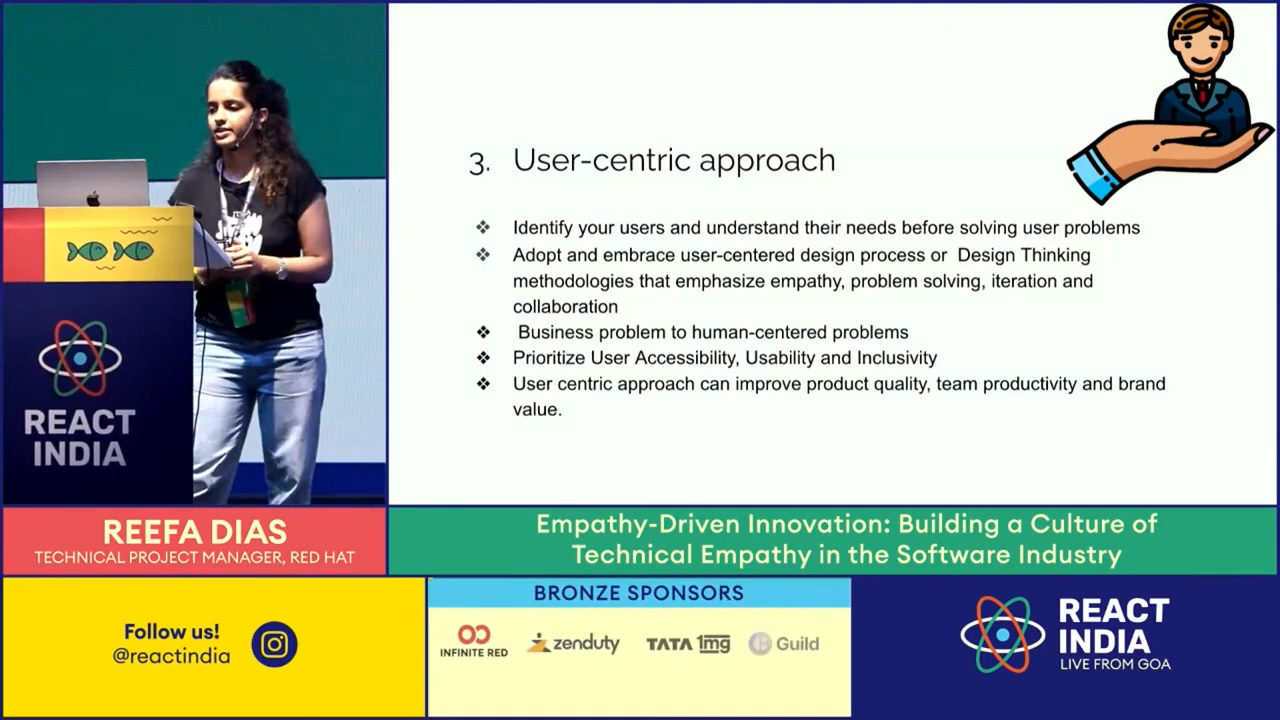 3. User-centric approach
❖ Identify your users and understand their needs before solving user problems
❖ Adopt and embrace user-centered design process or Design Thinking
methodologies that emphasize empathy, problem solving, iteration and
collaboration
❖ Business problem to human-centered problems
❖ Prioritize User Accessibility, Usability and Inclusivity
❖ User centric approach can improve product quality, team productivity and brand
value.
REACT
INDIA
REEFA DIAS
TECHNICAL PROJECT MANAGER, RED HAT
Empathy-Driven Innovation: Building a Culture of
Technical Empathy in the Software Industry
Follow us!
@reactindia
BRONZE SPONSORS
INFINITE RED
zenduty
TATA 1mg
Guild
REACT
INDIA
LIVE FROM GOA